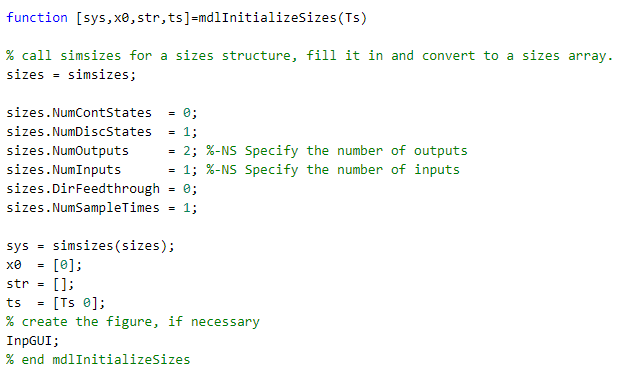 function [sys,x0,str,ts]=mdlInitializeSizes(Ts)
% call simsizes for a sizes structure, fill it in and convert to a sizes array.
sizes = simsizes;
sizes.NumContStates  = 0;
sizes.NumDiscStates  = 1;
sizes.NumOutputs     = 2; %-NS Specify the number of outputs
sizes.NumInputs      = 1; %-NS Specify the number of inputs
sizes.DirFeedthrough = 0;
sizes.NumSampleTimes = 1;
sys = simsizes(sizes);
x0  = [0];
str = [];
ts  = [Ts 0];
% create the figure, if necessary
InpGUI;
% end mdlInitializeSizes